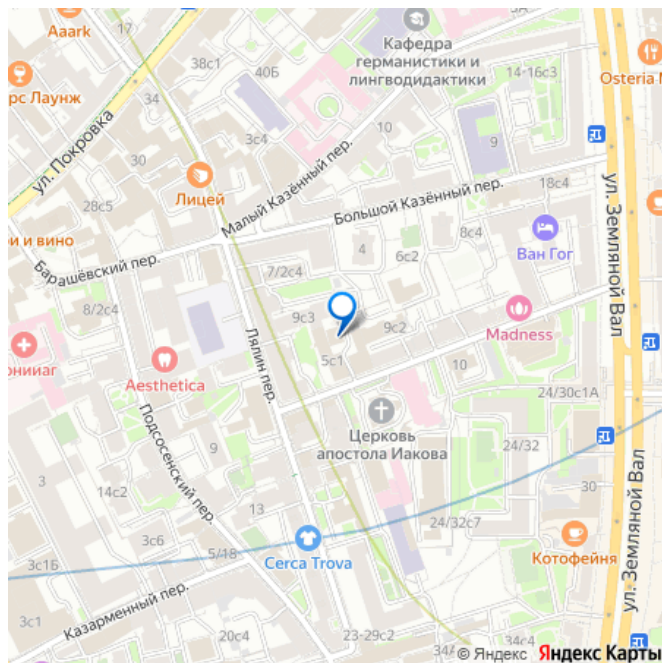 Aaark
17
Кафедра
германистики и
лингводидактики
38с1
40Б
14-16с3
Osteria M
рс Лаунж
34
10
3с4
9
ул. Покровка
30
Лицей
Малый Казённый пер.
Большой Казённый пер.
18с4
28с5
8с4
ул. Земляной Вал
ри и вино
4
6с2
Ван Гог
Барашёвский пер.
7/2с4
8/2с4
9с3
9с2
Madness
ониıаг
Aesthetica
Лялин пер.
5с1
10
24/30с1А
Подсосенский пер.
9
Церковь
апостола Иакова
24/32
3
14с2
30
13
24/32с7
3с6
5/18
Cerca Trova
Котофейня
3с16
ул. Земляной Вал
Казарменный пер.
3с1
20с4
23-29с2
34с4
© Яндекс Яндекс Карты